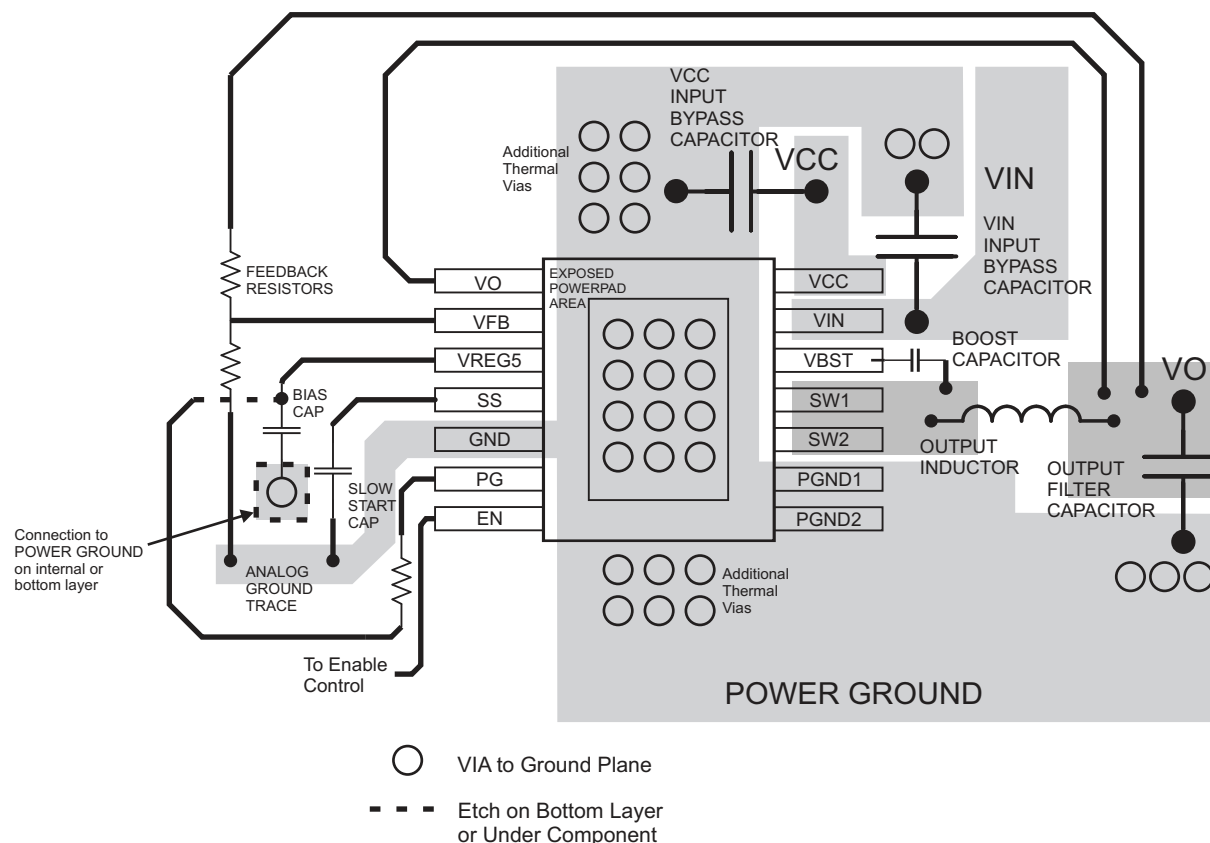 VCC
INPUT
BYPASS
CAPACITOR
Additional
Thermal
Vias
VCC
VIN
VIN
INPUT
BYPASS
CAPACITOR
FEEDBACK
RESISTORS
EXPOSED
POWERPAD
AREA
VO
VFB
VREG5
SS
GND
PG
EN
VCC
VIN
VBST
SW1
SW2
PGND1
PGND2
BOOST
CAPACITOR
VO
BIAS
CAP
SLOW
START
CAP
OUTPUT
INDUCTOR
OUTPUT
FILTER
CAPACITOR
Connection to
POWER GROUND
on internal or
bottom layer
ANALOG
GROUND
TRACE
Additional
Thermal
Vias
To Enable
Control
POWER GROUND
VIA to Ground Plane
Etch on Bottom Layer
or Under Component